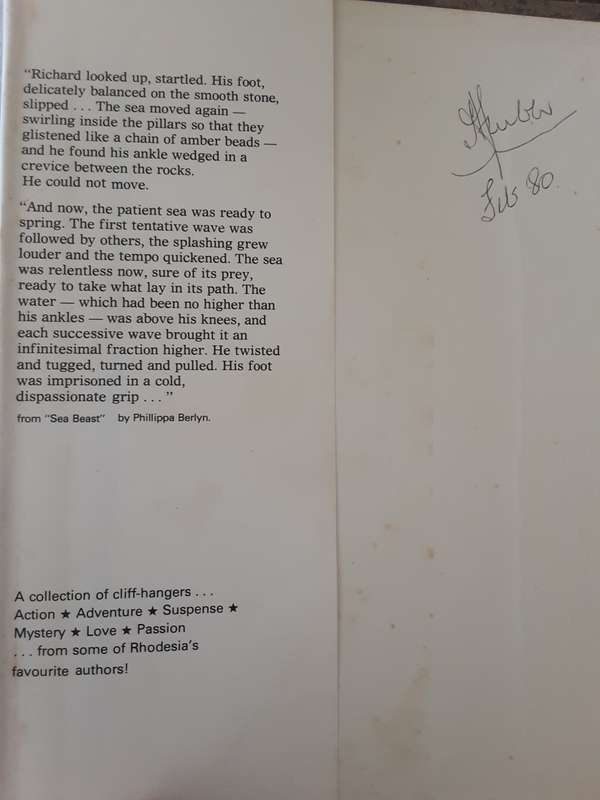 “Richard looked up, startled. His foot,
delicately balanced on the smooth stone,
slipped . . . The sea moved again —
swirling inside the pillars so that they
glistened like a chain of amber beads —
and he found his ankle wedged in a
crevice between the rocks.
He could not move.
“And now, the patient sea was ready to
spring. The first tentative wave was
followed by others, the splashing grew
louder and the tempo quickened. The sea
was relentless now, sure of its prey,
ready to take what lay in its path. The
water — which had been no higher than
his ankles — was above his knees, and
each successive wave brought it an
infinitesimal fraction higher. He twisted
and tugged, turned and pulled. His foot
was imprisoned in a cold,
dispassionate grip . . . ”
from “Sea Beast” by Phillippa Berlyn.
A collection of cliff-hangers . . .
Action ★ Adventure ★ Suspense ★
Mystery ★ Love ★ Passion
. . . from some of Rhodesia’s
favourite authors!
Feb 80.